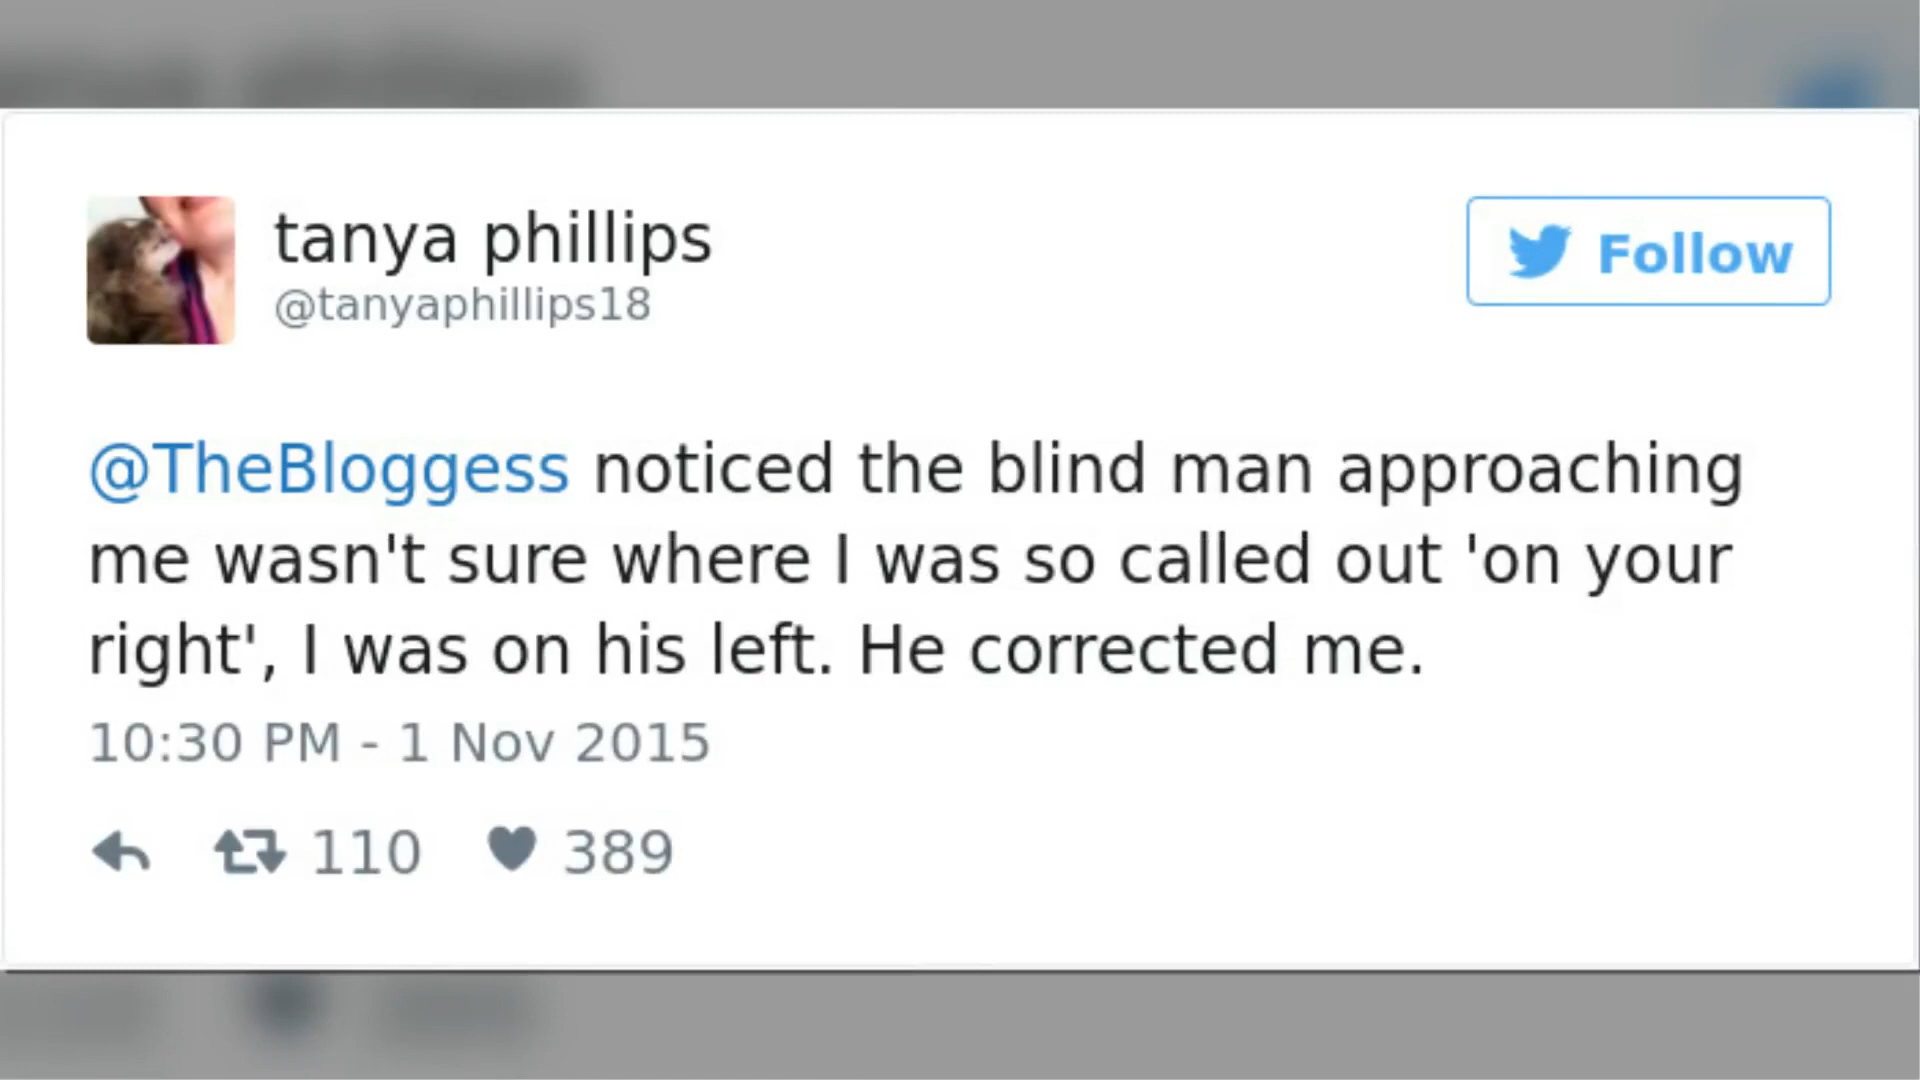 tanya phillips
@tanyaphillips18
Follow
@TheBloggess noticed the blind man approaching
me wasn't sure where I was so called out 'on your
right', I was on his left. He corrected me.
10:30 PM - 1 Nov 2015
110 389